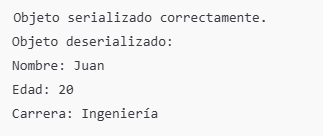 Objeto serializado correctamente.
Objeto deserializado:
Nombre: Juan
Edad: 20
Carrera: Ingeniería